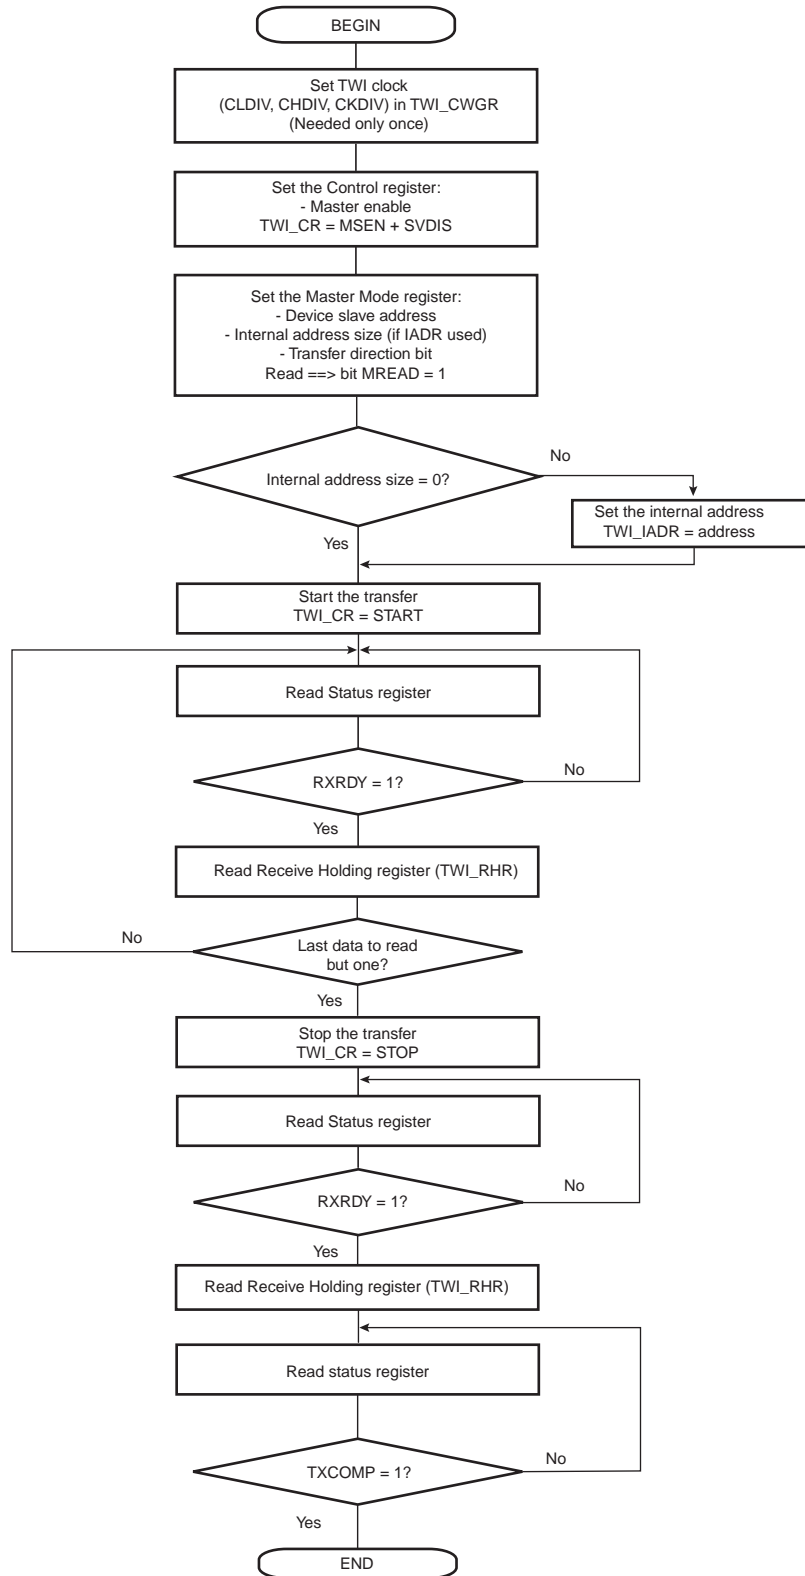 BEGIN
Set TWI clock
(CLDIV, CHDIV, CKDIV) in TWI_CWGR
(Needed only once)
Set the Control register:
- Master enable
TWI_CR = MSEN + SVDIS
Set the Master Mode register:
- Device slave address
- Internal address size (if IADR used)
- Transfer direction bit
Read ==> bit MREAD = 1
Internal address size = 0?
No
Set the internal address
TWI_IADR = address
Yes
Start the transfer
TWI_CR = START
Read Status register
RXRDY = 1?
No
Yes
Read Receive Holding register (TWI_RHR)
No
Last data to read
but one?
Yes
Stop the transfer
TWI_CR = STOP
Read Status register
RXRDY = 1?
No
Yes
Read Receive Holding register (TWI_RHR)
Read status register
TXCOMP = 1?
No
Yes
END